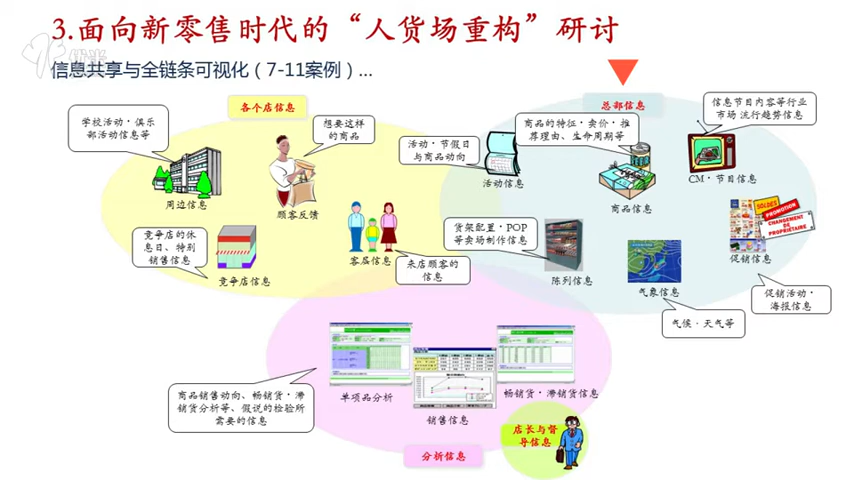 3.面向新零售时代的“人货场重构”研讨
优米
信息共享与全链条可视化（7-11案例）...
各个店信息
总部信息
学校活动·俱乐
部活动信息等
想要这样
的商品
活动·节假日
与商品动向
商品的特征·卖价·推
荐理由、生命周期等
信息节目内容等行业
市场 流行趋势信息
周边信息
顾客反馈
活动信息
商品信息
CM·节目信息
SOLDES
PROMOTION
CHANGEMENT
DE
PROPRIÉTAIRE
竞争店的休
息日、特别
销售信息
货架配置·POP
等卖场制作信息
竞争店信息
客层信息
来店顾客的
信息
陈列信息
气象信息
促销信息
促销活动·
海报信息
气候·天气等
商品销售动向、畅销货·滞
销货分析等、假说的检验所
需要的信息
单项品分析
销售信息
畅销货·滞销货信息
店长与督
导信息
分析信息